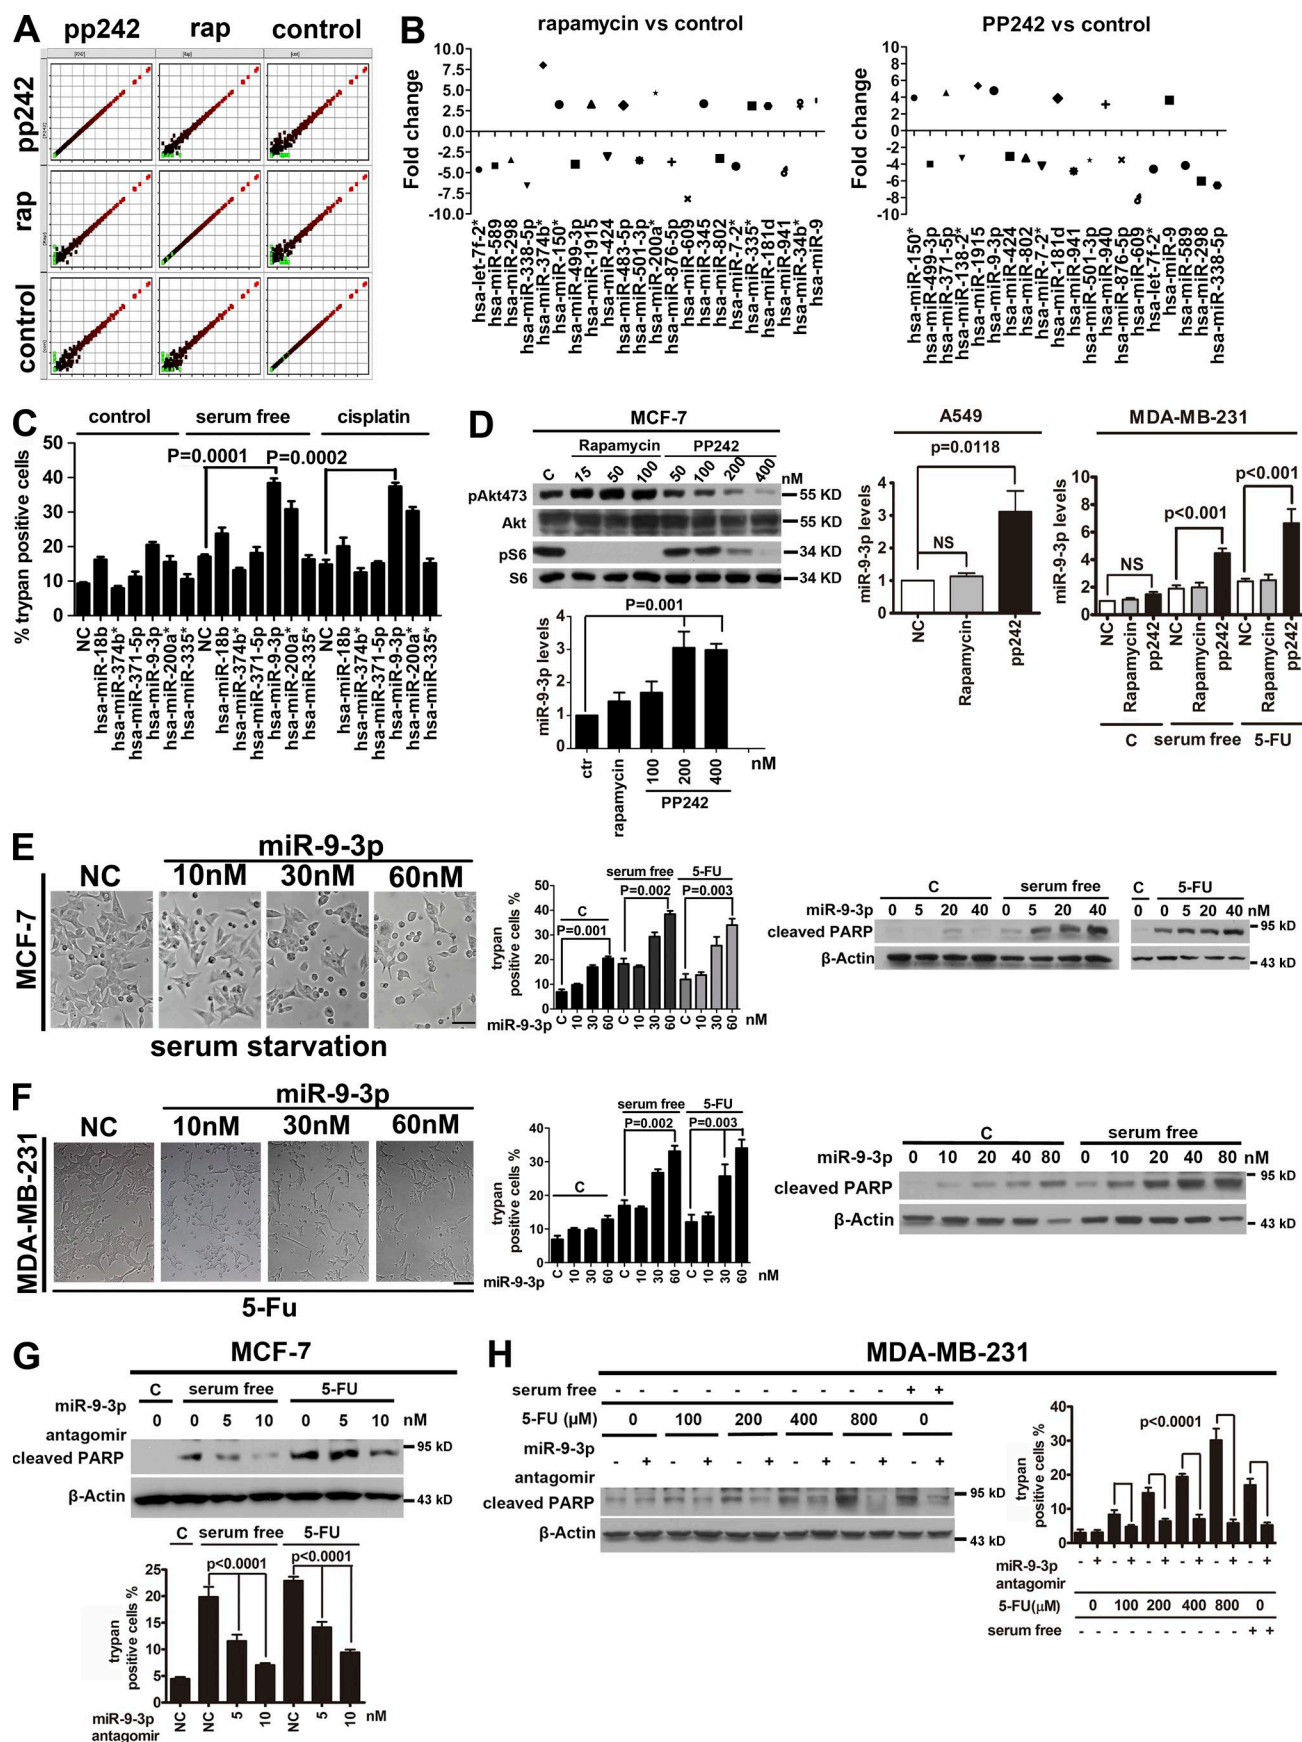 A
pp242 rap control
pp242
rap
control
B
rapamycin vs control
Fold change
10.0
7.5
5.0
2.5
0.0
-2.5
-5.0
-7.5
-10.0
hsa-let-7f-2*
hsa-miR-589
hsa-miR-298
hsa-miR-338-5p
hsa-miR-374b*
hsa-miR-150*
hsa-miR-499-3p
hsa-miR-1915
hsa-miR-424
hsa-miR-483-5p
hsa-miR-501-3p
hsa-miR-200a*
hsa-miR-876-5p
hsa-miR-609
hsa-miR-345
hsa-miR-802
hsa-miR-7-2*
hsa-miR-335*
hsa-miR-181d
hsa-miR-941
hsa-miR-34b*
hsa-miR-9
PP242 vs control
Fold change
10
8
6
4
2
0
-2
-4
-6
-8
-10
hsa-miR-150*
hsa-miR-499-3p
hsa-miR-371-5p
hsa-miR-138-2*
hsa-miR-1915
hsa-miR-9-3p
hsa-miR-424
hsa-miR-802
hsa-miR-7-2*
hsa-miR-181d
hsa-miR-941
hsa-miR-501-3p
hsa-miR-940
hsa-miR-876-5p
hsa-miR-609
hsa-let-7f-2*
hsa-miR-9
hsa-miR-589
hsa-miR-298
hsa-miR-338-5p
C
control serum free cisplatin
P=0.0001 P=0.0002
% trypan positive cells
50
40
30
20
10
0
NC
hsa-miR-18b
hsa-miR-374b*
hsa-miR-371-5p
hsa-miR-9-3p
hsa-miR-200a*
hsa-miR-335*
NC
hsa-miR-18b
hsa-miR-374b*
hsa-miR-371-5p
hsa-miR-9-3p
hsa-miR-200a*
hsa-miR-335*
NC
hsa-miR-18b
hsa-miR-374b*
hsa-miR-371-5p
hsa-miR-9-3p
hsa-miR-200a*
hsa-miR-335*
D
MCF-7
Rapamycin PP242
C 15 50 100 50 100 200 400 nM
pAkt473 55 KD
Akt 55 KD
pS6 34 KD
S6 34 KD
P=0.001
miR-9-3p levels
4
3
2
1
0
ctr rapamycin 100 200 400 nM
PP242
A549
p=0.0118
NS
miR-9-3p levels
4
3
2
1
0
NC Rapamycin pp242
MDA-MB-231
p<0.001
p<0.001
NS
miR-9-3p levels
10
8
6
4
2
0
NC Rapamycin pp242 NC Rapamycin pp242 NC Rapamycin pp242
C serum free 5-FU
E
miR-9-3p
NC 10nM 30nM 60nM
MCF-7
serum starvation
serum free 5-FU
P=0.002 P=0.003
C
P=0.001
trypan
positive cells %
50
40
30
20
10
0
miR-9-3p C 10 30 60 C 10 30 60 C 10 30 60 nM
C serum free C 5-FU
miR-9-3p 0 5 20 40 0 5 20 40 0 0 5 20 40 nM
cleaved PARP 95 kD
β-Actin 43 kD
F
miR-9-3p
NC 10nM 30nM 60nM
MDA-MB-231
5-Fu
serum free 5-FU
P=0.002 P=0.003
C
trypan
positive cells %
40
30
20
10
0
miR-9-3p C 10 30 60 C 10 30 60 C 10 30 60 nM
C serum free
miR-9-3p 0 10 20 40 80 0 10 20 40 80 nM
cleaved PARP 95 kD
β-Actin 43 kD
G
MCF-7
C serum free 5-FU
miR-9-3p
antagomir
0 0 5 10 0 5 10 nM
cleaved PARP 95 kD
β-Actin 43 kD
C serum free 5-FU
p<0.0001 p<0.0001
trypan
positive cells %
25
20
15
10
5
0
miR-9-3p
antagomir
NC NC 5 10 NC 5 10 nM
H
MDA-MB-231
serum free - - - - - - - - - - + +
5-FU (μM) 0 100 200 400 800 0
miR-9-3p
antagomir
- + - + - + - + - + - +
cleaved PARP 95 kD
β-Actin 43 kD
p<0.0001
trypan
positive cells %
40
30
20
10
0
miR-9-3p
antagomir
- + - + - + - + - + - +
5-FU(μM) 0 100 200 400 800 0
serum free - - - - - - - - - - + +